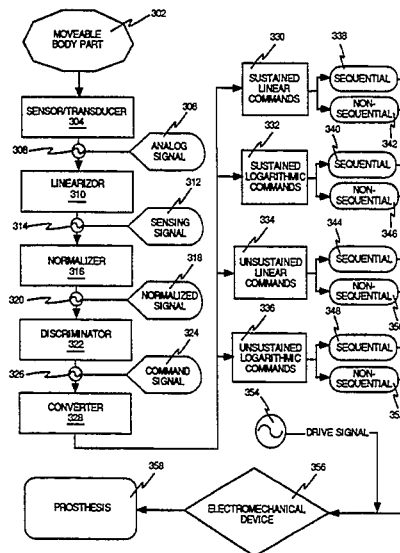 MOVEABLE
BODY PART
302
SENSOR/TRANSDUCER
304
306
308
ANALOG
SIGNAL
LINEARIZOR
310
312
314
SENSING
SIGNAL
NORMALIZER
316
318
320
NORMALIZED
SIGNAL
DISCRIMINATOR
322
324
326
COMMAND
SIGNAL
CONVERTER
328
330
SUSTAINED
LINEAR
COMMANDS
338
SEQUENTIAL
NON-
SEQUENTIAL
342
332
SUSTAINED
LOGARITHMIC
COMMANDS
340
SEQUENTIAL
NON-
SEQUENTIAL
346
334
UNSUSTAINED
LINEAR
COMMANDS
344
SEQUENTIAL
NON-
SEQUENTIAL
336
UNSUSTAINED
LOGARITHMIC
COMMANDS
348
SEQUENTIAL
NON-
SEQUENTIAL
354
DRIVE SIGNAL
358
PROSTHESIS
356
ELECTROMECHANICAL
DEVICE